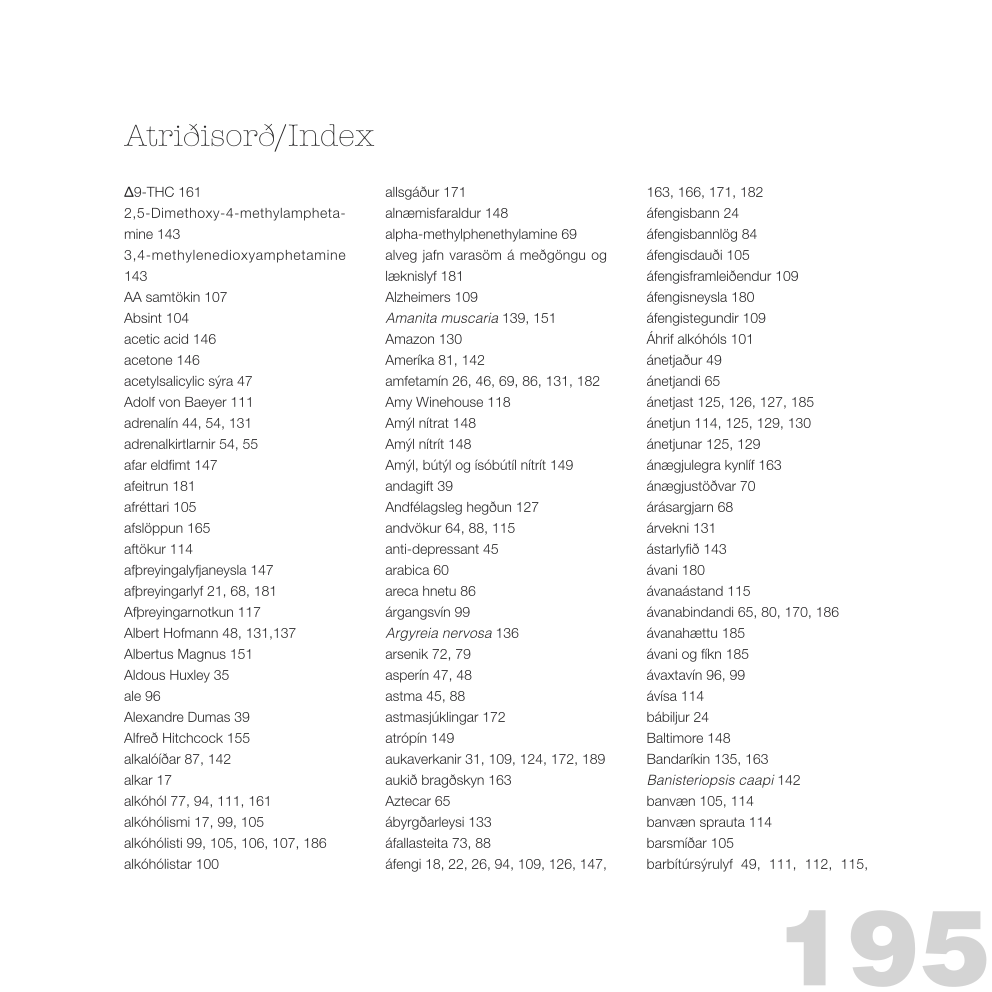 Atriðisorð/Index
Δ9-THC 161
2,5-Dimethoxy-4-methylampheta-
mine 143
3,4-methylenedioxyamphetamine
143
AA samtökin 107
Absint 104
acetic acid 146
acetone 146
acetylsalicylic sýra 47
Adolf von Baeyer 111
adrenalín 44, 54, 131
adrenalkirtlarnir 54, 55
afar eldfimt 147
afeitrun 181
afréttari 105
afslöppun 165
aftökur 114
afþreyingalyfjaneysla 147
afþreyingarlyf 21, 68, 181
Afþreyingarnotkun 117
Albert Hofmann 48, 131,137
Albertus Magnus 151
Aldous Huxley 35
ale 96
Alexandre Dumas 39
Alfreð Hitchcock 155
alkalóíðar 87, 142
alkar 17
alkóhól 77, 94, 111, 161
alkóhólismi 17, 99, 105
alkóhólisti 99, 105, 106, 107, 186
alkóhólistar 100
allsgáður 171
alnæmisfaraldur 148
alpha-methylphenethylamine 69
alveg jafn varasöm á meðgöngu og
læknislyf 181
Alzheimers 109
Amanita muscaria 139, 151
Amazon 130
Ameríka 81, 142
amfetamín 26, 46, 69, 86, 131, 182
Amy Winehouse 118
Amýl nítrat 148
Amýl nítrít 148
Amýl, bútýl og ísóbútíl nítrít 149
andagift 39
Andfélagsleg hegðun 127
andvökur 64, 88, 115
anti-depressant 45
arabica 60
areca hnetu 86
árgangsvín 99
Argyreia nervosa 136
arsenik 72, 79
asperín 47, 48
astma 45, 88
astmasjúklingar 172
atrópín 149
aukaverkanir 31, 109, 124, 172, 189
aukið bragðskyn 163
Aztecar 65
ábyrgðarleysi 133
áfallasteita 73, 88
áfengi 18, 22, 26, 94, 109, 126, 147,
163, 166, 171, 182
áfengisbann 24
áfengisbannlög 84
áfengisdauði 105
áfengisframleiðendur 109
áfengisneysla 180
áfengistegundir 109
Áhrif alkóhóls 101
ánetjaður 49
ánetjandi 65
ánetjast 125, 126, 127, 185
ánetjun 114, 125, 129, 130
ánetjunar 125, 129
ánægjulegra kynlíf 163
ánægjustöðvar 70
árásargjarn 68
árvekni 131
ástarlyfið 143
ávani 180
ávanaástand 115
ávanabindandi 65, 80, 170, 186
ávanahættu 185
ávani og fíkn 185
ávaxtavín 96, 99
ávísa 114
bábiljur 24
Baltimore 148
Bandaríkin 135, 163
Banisteriopsis caapi 142
banvæn 105, 114
banvæn sprauta 114
barsmíðar 105
barbítúrsýrulyf 49, 111, 112, 115,
195